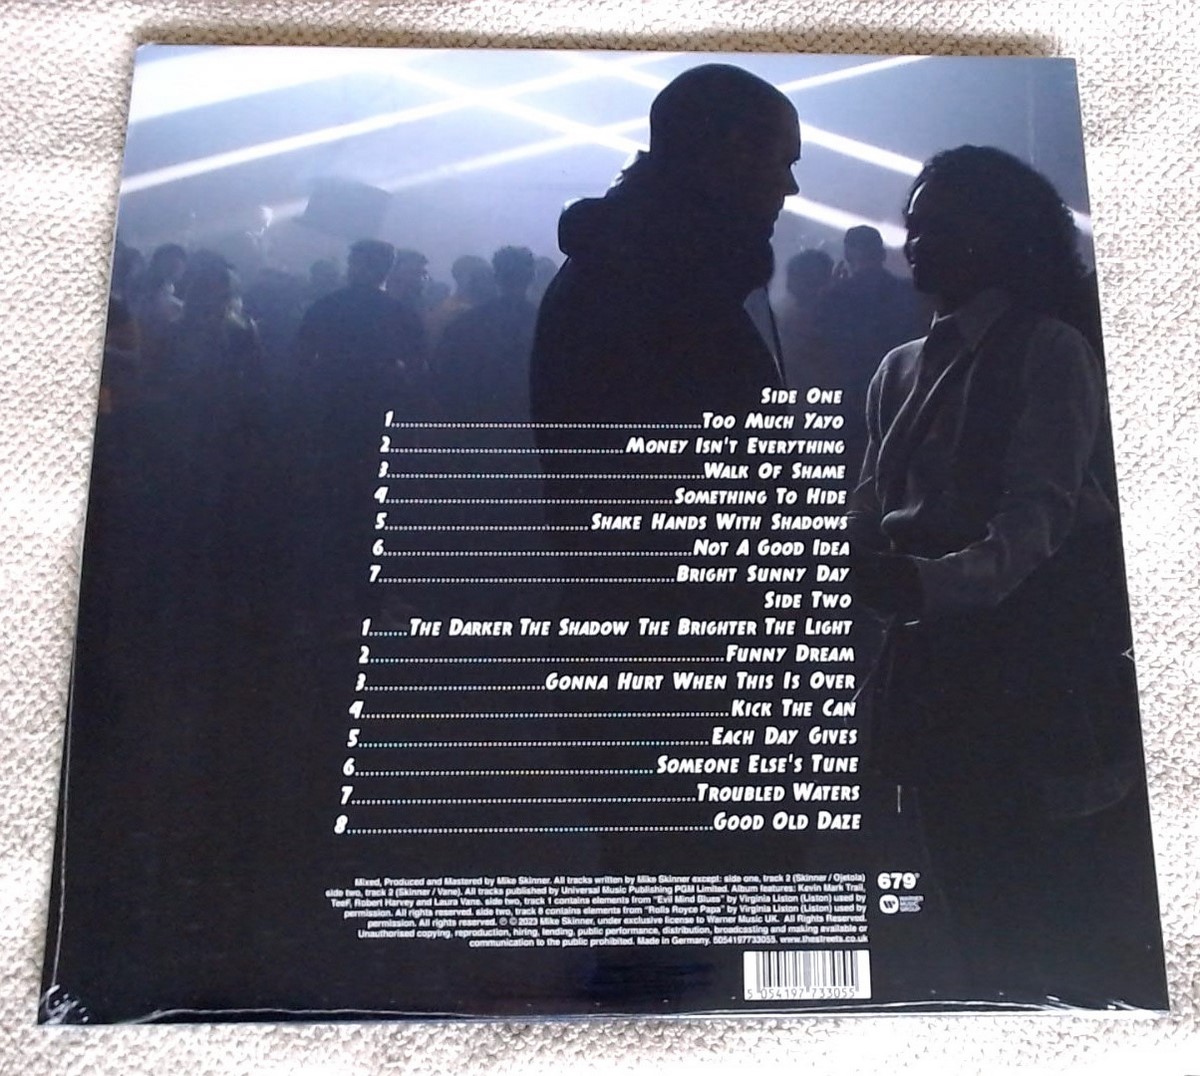 SIDE ONE
1........TOO MUCH YAYO
2........MONEY ISN'T EVERYTHING
3........WALK OF SHAME
4........SOMETHING TO HIDE
5........SHAKE HANDS WITH SHADOWS
6........NOT A GOOD IDEA
7........BRIGHT SUNNY DAY
SIDE TWO
1........THE DARKER THE SHADOW THE BRIGHTER THE LIGHT
2........FUNNY DREAM
3........GONNA HURT WHEN THIS IS OVER
4........KICK THE CAN
5........EACH DAY GIVES
6........SOMEONE ELSE'S TUNE
7........TROUBLED WATERS
8........GOOD OLD DAZE
Mixed, Produced and Mastered by Mike Skinner. All tracks written by Mike Skinner except: side one, track 2 (Skinner / Ojetola)
side two, track 2 (Skinner / Vane). All tracks published by Universal Music Publishing PGM Limited. Album features: Kevin Mark Trail,
Teef, Robert Harvey and Laura Vane. side two, track 1 contains elements from "Evil Mind Blues" by Virginia Liston (Liston) used by
permission. All rights reserved. side two, track 8 contains elements from "Rolls Royce Papa" by Virginia Liston (Liston) used by
permission. All rights reserved. ℗ © 2023 Mike Skinner, under exclusive license to Warner Music UK. All Rights Reserved.
Unauthorised copying, reproduction, hiring, lending, public performance, distribution, broadcasting and making available or
communication to the public prohibited. Made in Germany. 5054197733055. www.thestreets.co.uk
679
WARNER
MUSIC
GROUP
5 054197 733055